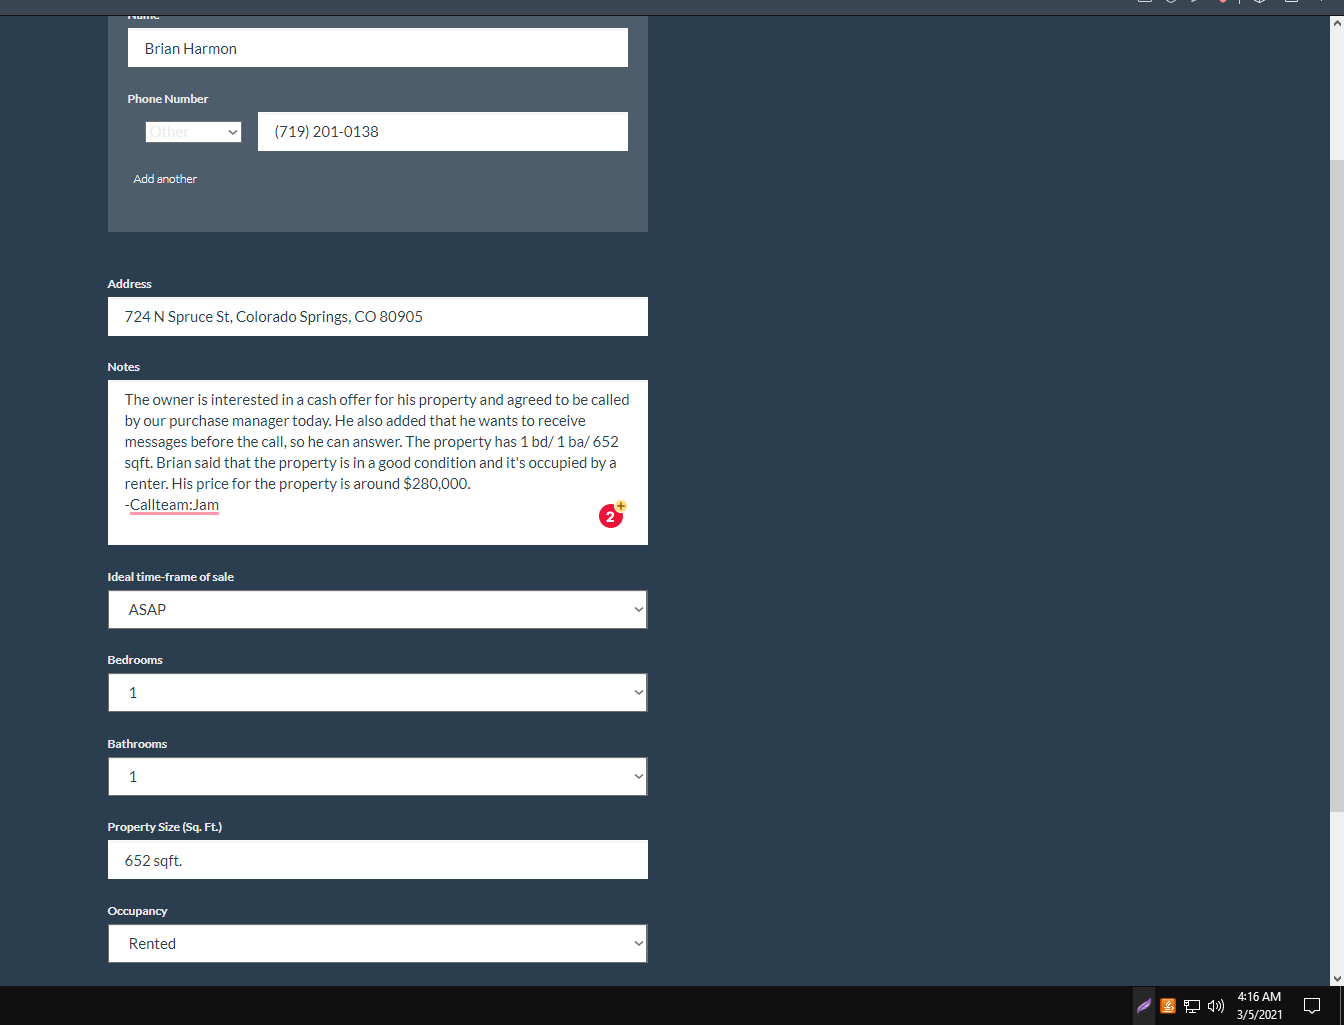 Name
Brian Harmon
Phone Number
Other
(719) 201-0138
Add another
Address
724 N Spruce St, Colorado Springs, CO 80905
Notes
The owner is interested in a cash offer for his property and agreed to be called
by our purchase manager today. He also added that he wants to receive
messages before the call, so he can answer. The property has 1 bd/ 1 ba/ 652
sqft. Brian said that the property is in a good condition and it's occupied by a
renter. His price for the property is around $280,000.
-Callteam:Jam
2
Ideal time-frame of sale
ASAP
Bedrooms
1
Bathrooms
1
Property Size (Sq. Ft.)
652 sqft.
Occupancy
Rented
4:16 AM
3/5/2021